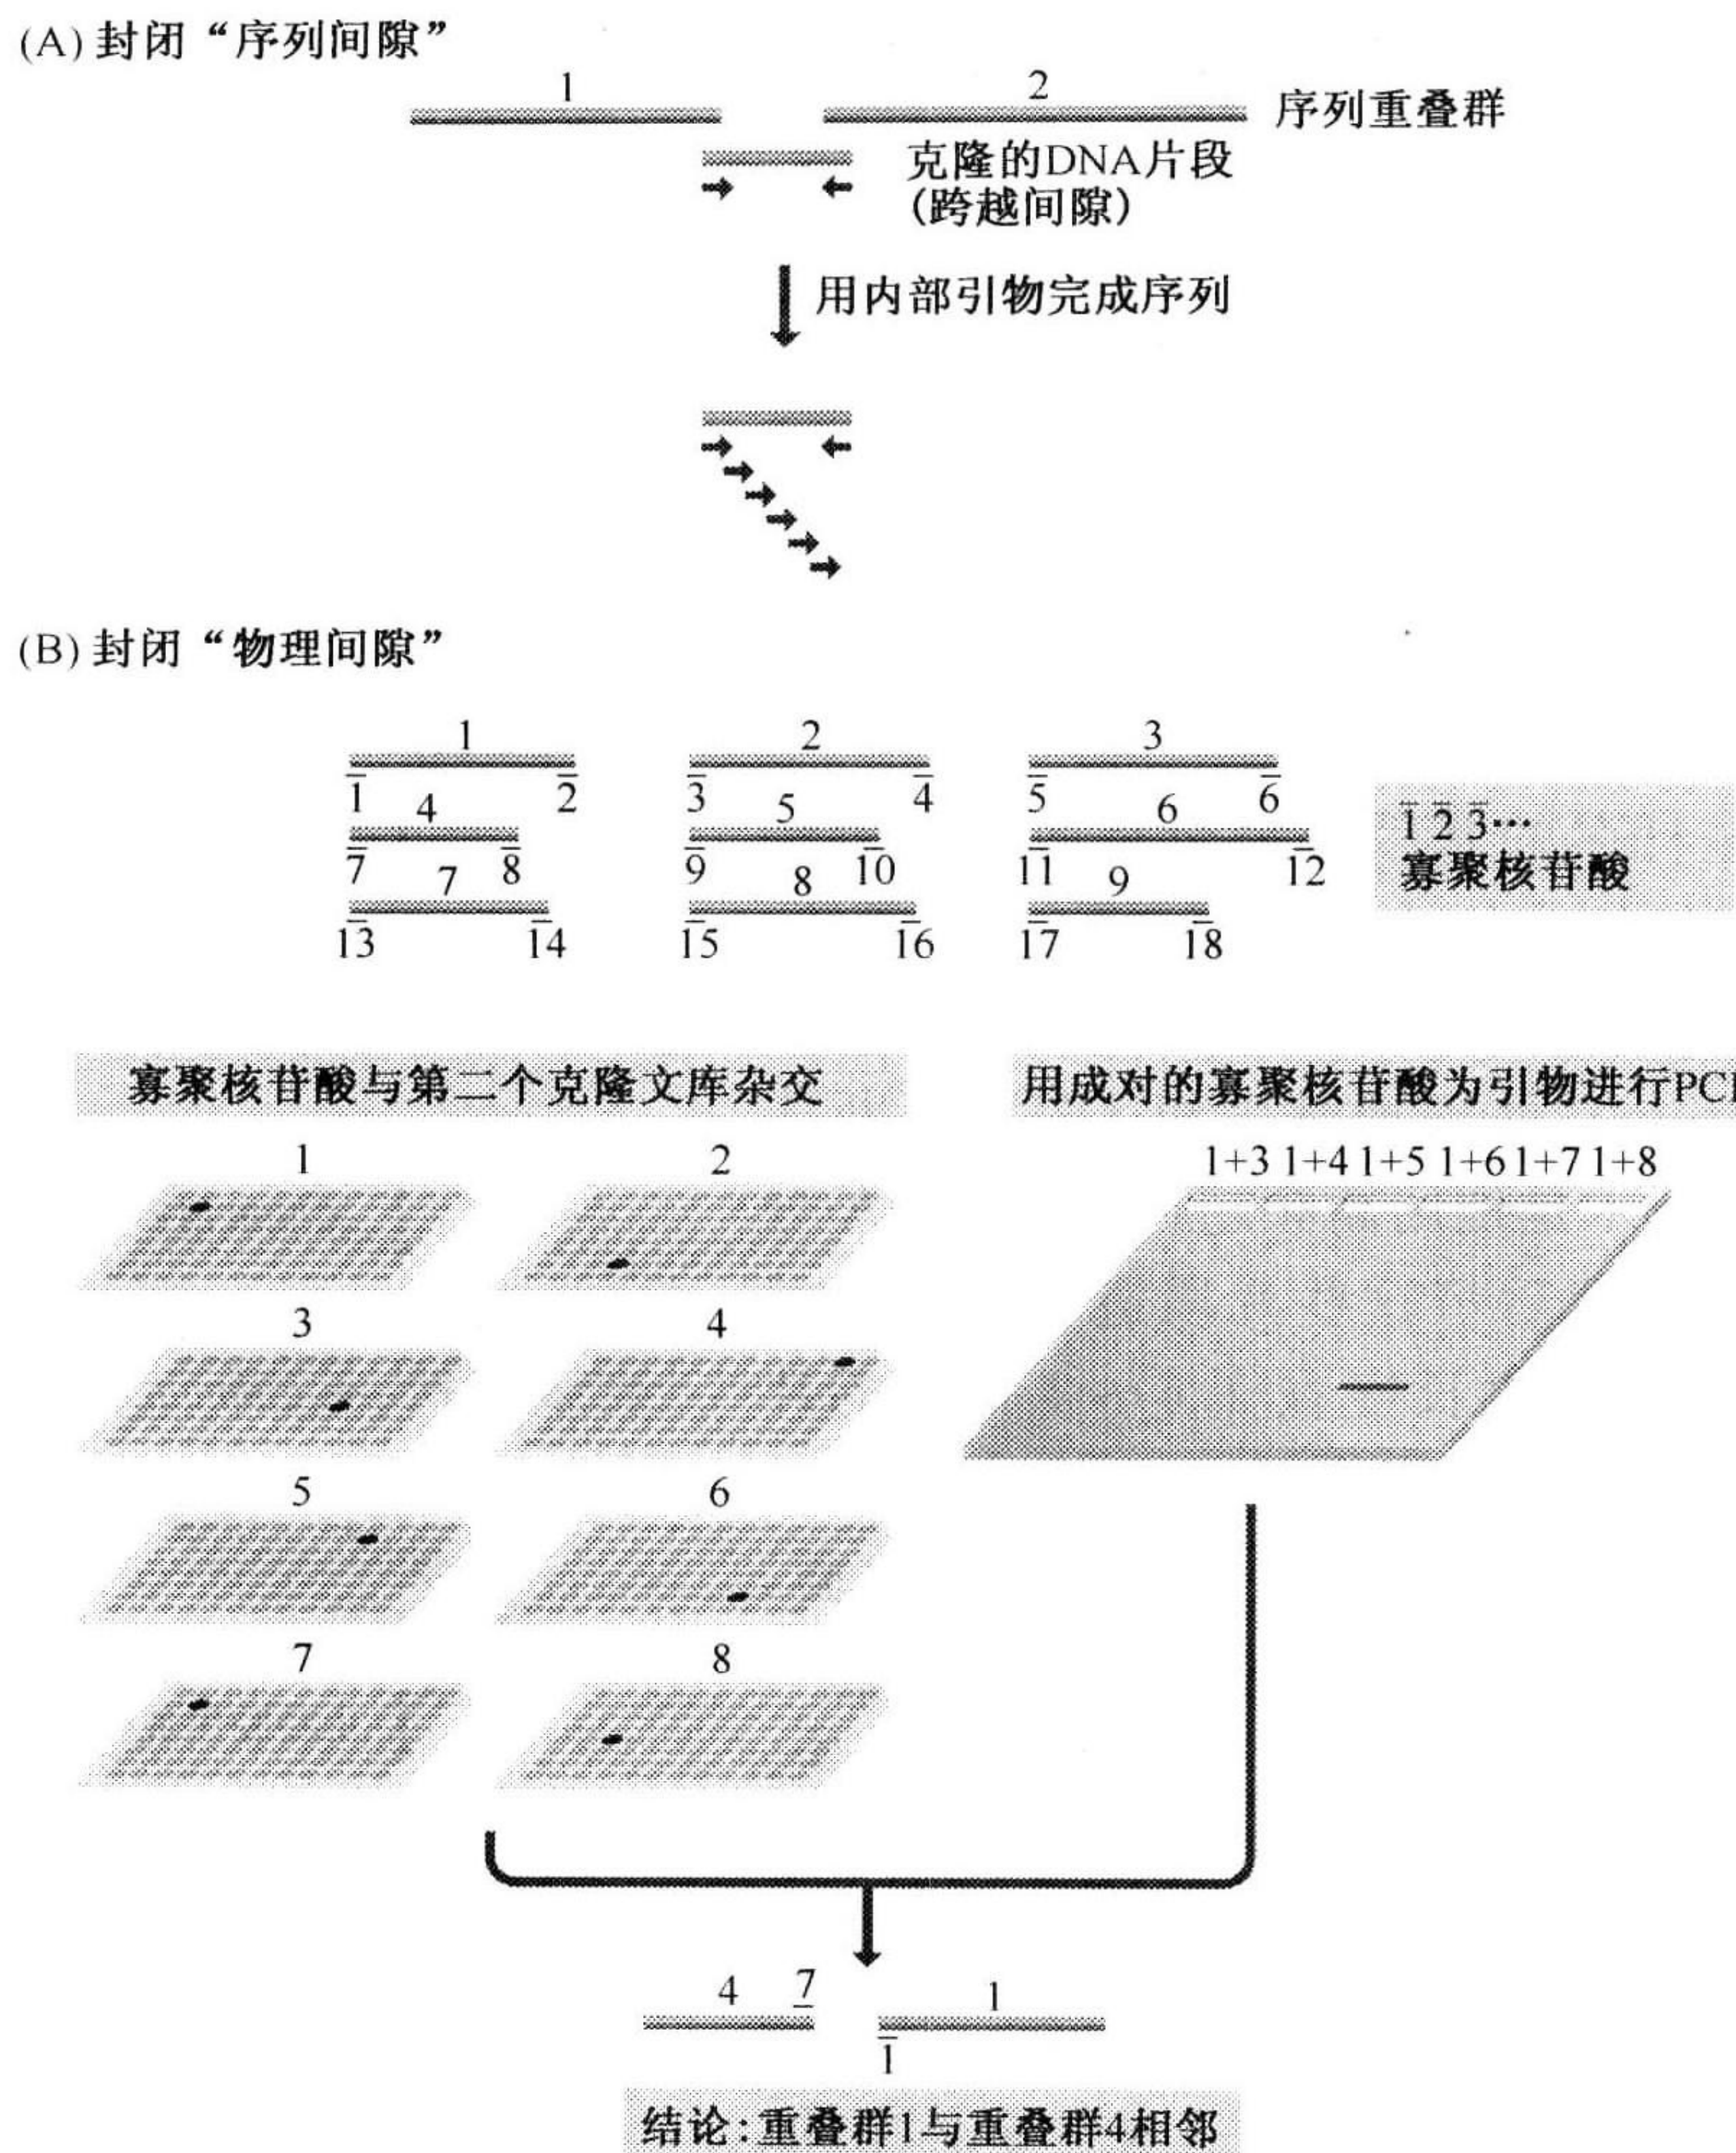 (A) 封闭“序列间隙”
1 2
序列重叠群
克隆的DNA片段
(跨越间隙)
用内部引物完成序列
(B) 封闭“物理间隙”
1 2 3
1 2 3 4 5 6
4 5 6
7 8 9 10 11 12
7 8 9
13 14 15 16 17 18
1 2 3…
寡聚核苷酸
寡聚核苷酸与第二个克隆文库杂交
用成对的寡聚核苷酸为引物进行PC
1 2
1+3 1+4 1+5 1+6 1+7 1+8
3 4
5 6
7 8
4 7 1
1
结论:重叠群1与重叠群4相邻